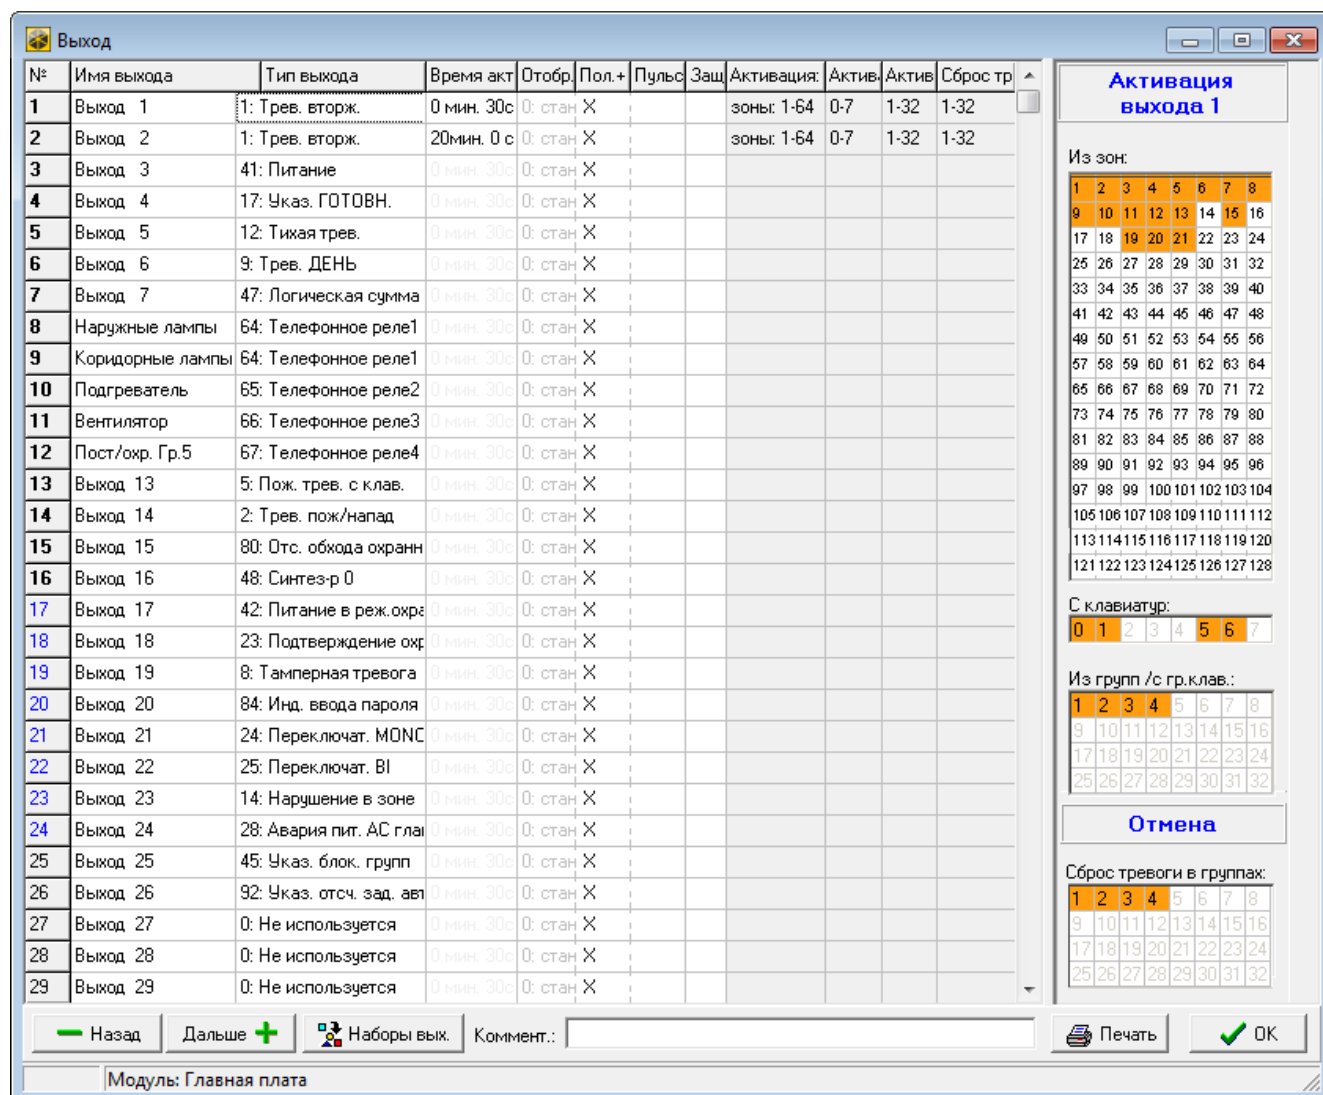 Выход
№ Имя выхода Тип выхода Время акт Отобр. Пол.+ Пульс Защ Активация: Актив. Актив Сброс тр
1 Выход 1 1: Трев. вторж. 0 мин. 30с 0: стан X зоны: 1-64 0-7 1-32 1-32
2 Выход 2 1: Трев. вторж. 20мин. 0 с 0: стан X зоны: 1-64 0-7 1-32 1-32
3 Выход 3 41: Питание 0 мин. 30с 0: стан X
4 Выход 4 17: Указ. ГОТОВН. 0 мин. 30с 0: стан X
5 Выход 5 12: Тихая трев. 0 мин. 30с 0: стан X
6 Выход 6 9: Трев. ДЕНЬ 0 мин. 30с 0: стан X
7 Выход 7 47: Логическая сумма 0 мин. 30с 0: стан X
8 Наружные лампы 64: Телефонное реле1 0 мин. 30с 0: стан X
9 Коридорные лампы 64: Телефонное реле1 0 мин. 30с 0: стан X
10 Подгреватель 65: Телефонное реле2 0 мин. 30с 0: стан X
11 Вентилятор 66: Телефонное реле3 0 мин. 30с 0: стан X
12 Пост/охр. Гр.5 67: Телефонное реле4 0 мин. 30с 0: стан X
13 Выход 13 5: Пож. трев. с клав. 0 мин. 30с 0: стан X
14 Выход 14 2: Трев. пож/напад 0 мин. 30с 0: стан X
15 Выход 15 80: Отс. обхода охранн 0 мин. 30с 0: стан X
16 Выход 16 48: Синтез-р 0 0 мин. 30с 0: стан X
17 Выход 17 42: Питание в реж.охра 0 мин. 30с 0: стан X
18 Выход 18 23: Подтверждение охр 0 мин. 30с 0: стан X
19 Выход 19 8: Тамперная тревога 0 мин. 30с 0: стан X
20 Выход 20 84: Инд. ввода пароля 0 мин. 30с 0: стан X
21 Выход 21 24: Переключат. MONO 0 мин. 30с 0: стан X
22 Выход 22 25: Переключат. BI 0 мин. 30с 0: стан X
23 Выход 23 14: Нарушение в зоне 0 мин. 30с 0: стан X
24 Выход 24 28: Авария пит. АС глав 0 мин. 30с 0: стан X
25 Выход 25 45: Указ. блок. групп 0 мин. 30с 0: стан X
26 Выход 26 92: Указ. отсч. зад. авт 0 мин. 30с 0: стан X
27 Выход 27 0: Не используется 0 мин. 30с 0: стан X
28 Выход 28 0: Не используется 0 мин. 30с 0: стан X
29 Выход 29 0: Не используется 0 мин. 30с 0: стан X
Активация
выхода 1
Из зон:
1 2 3 4 5 6 7 8
9 10 11 12 13 14 15 16
17 18 19 20 21 22 23 24
25 26 27 28 29 30 31 32
33 34 35 36 37 38 39 40
41 42 43 44 45 46 47 48
49 50 51 52 53 54 55 56
57 58 59 60 61 62 63 64
65 66 67 68 69 70 71 72
73 74 75 76 77 78 79 80
81 82 83 84 85 86 87 88
89 90 91 92 93 94 95 96
97 98 99 100 101 102 103 104
105 106 107 108 109 110 111 112
113 114 115 116 117 118 119 120
121 122 123 124 125 126 127 128
С клавиатур:
0 1 2 3 4 5 6 7
Из групп /с гр.клав.:
1 2 3 4 5 6 7 8
9 10 11 12 13 14 15 16
17 18 19 20 21 22 23 24
25 26 27 28 29 30 31 32
Отмена
Сброс тревоги в группах:
1 2 3 4 5 6 7 8
9 10 11 12 13 14 15 16
17 18 19 20 21 22 23 24
25 26 27 28 29 30 31 32
Назад Дальше Наборы вых. Коммент.: Печать OK
Модуль: Главная плата